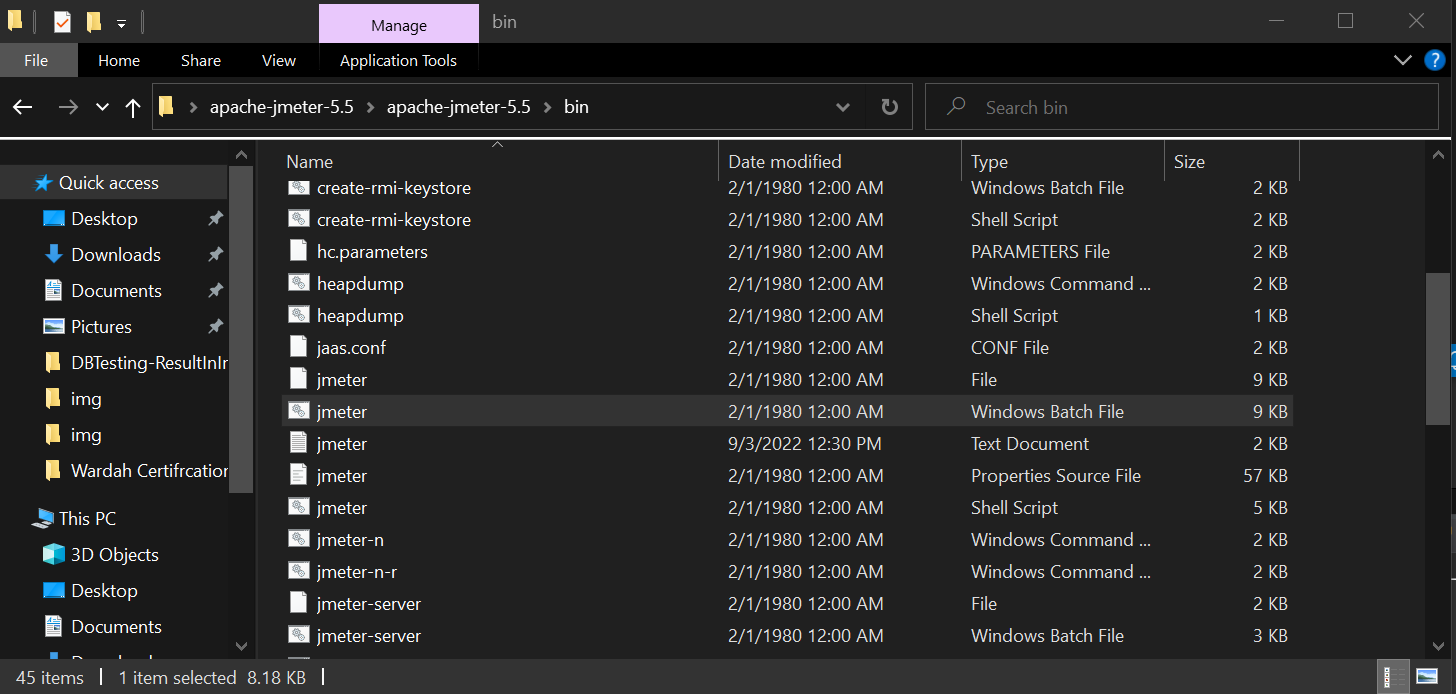 Manage bin
File Home Share View Application Tools
apache-jmeter-5.5 apache-jmeter-5.5 bin Search bin
Quick access
Desktop
Downloads
Documents
Pictures
DBTesting-ResultInIr
img
img
Wardah Certifrcation
This PC
3D Objects
Desktop
Documents
Name Date modified Type Size
create-rmi-keystore 2/1/1980 12:00 AM Windows Batch File 2 KB
create-rmi-keystore 2/1/1980 12:00 AM Shell Script 2 KB
hc.parameters 2/1/1980 12:00 AM PARAMETERS File 2 KB
heapdump 2/1/1980 12:00 AM Windows Command ... 2 KB
heapdump 2/1/1980 12:00 AM Shell Script 1 KB
jaas.conf 2/1/1980 12:00 AM CONF File 2 KB
jmeter 2/1/1980 12:00 AM File 9 KB
jmeter 2/1/1980 12:00 AM Windows Batch File 9 KB
jmeter 9/3/2022 12:30 PM Text Document 2 KB
jmeter 2/1/1980 12:00 AM Properties Source File 57 KB
jmeter 2/1/1980 12:00 AM Shell Script 5 KB
jmeter-n 2/1/1980 12:00 AM Windows Command ... 2 KB
jmeter-n-r 2/1/1980 12:00 AM Windows Command ... 2 KB
jmeter-server 2/1/1980 12:00 AM File 2 KB
jmeter-server 2/1/1980 12:00 AM Windows Batch File 3 KB
45 items 1 item selected 8.18 KB